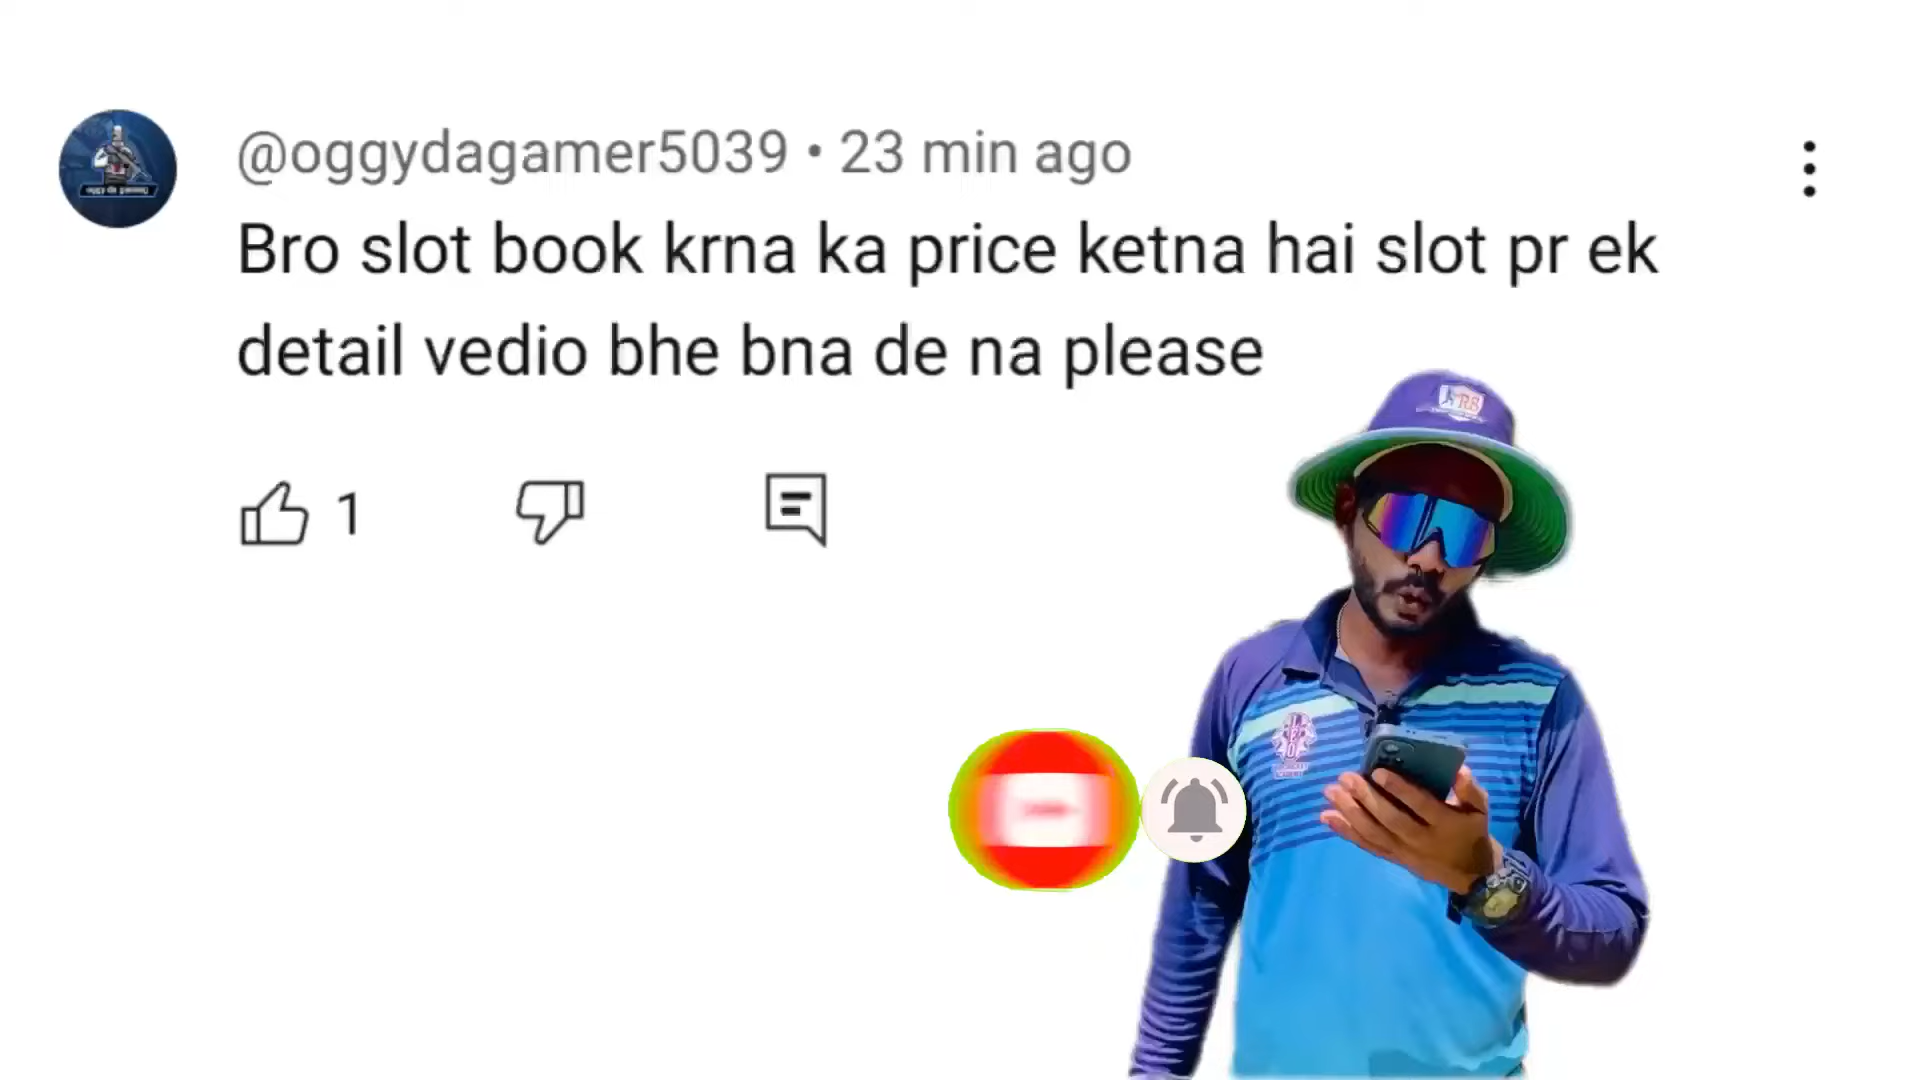 @oggydagamer5039 • 23 min ago
Bro slot book krna ka price ketna hai slot pr ek
detail vedio bhe bna de na please
1
RS